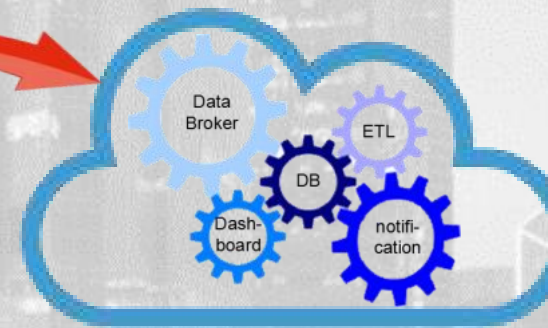 Data
Broker
ETL
DB
Dash-
board
notifi-
cation